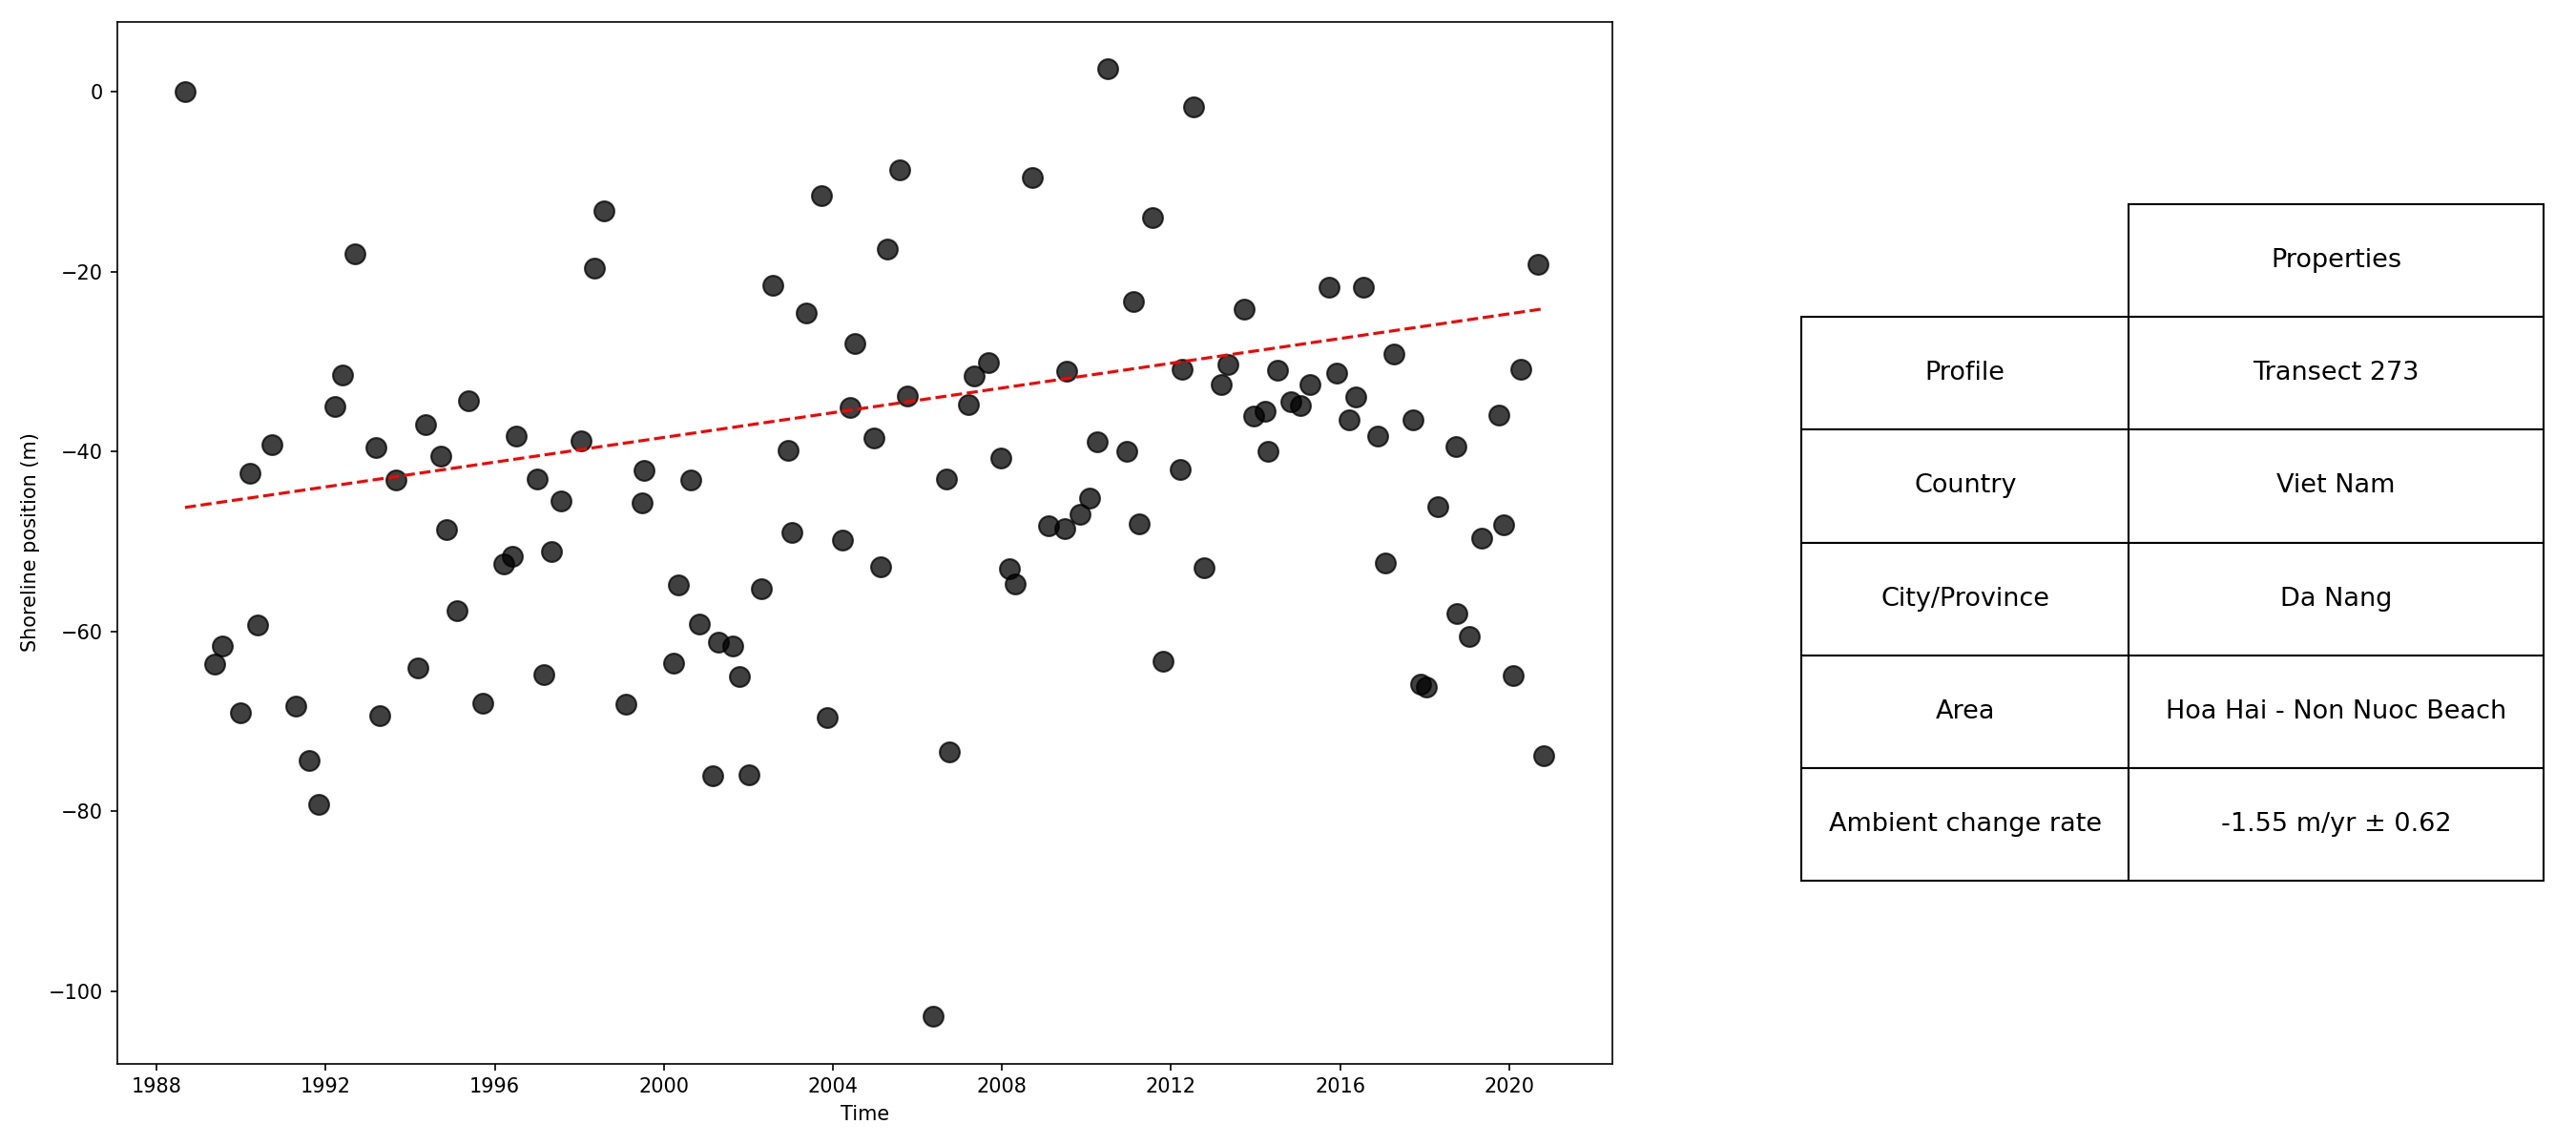 0
−20
−40
−60
−80
−100
Shoreline position (m)
1988 1992 1996 2000 2004 2008 2012 2016 2020
Time
Properties
Profile Transect 273
Country Viet Nam
City/Province Da Nang
Area Hoa Hai - Non Nuoc Beach
Ambient change rate -1.55 m/yr ± 0.62